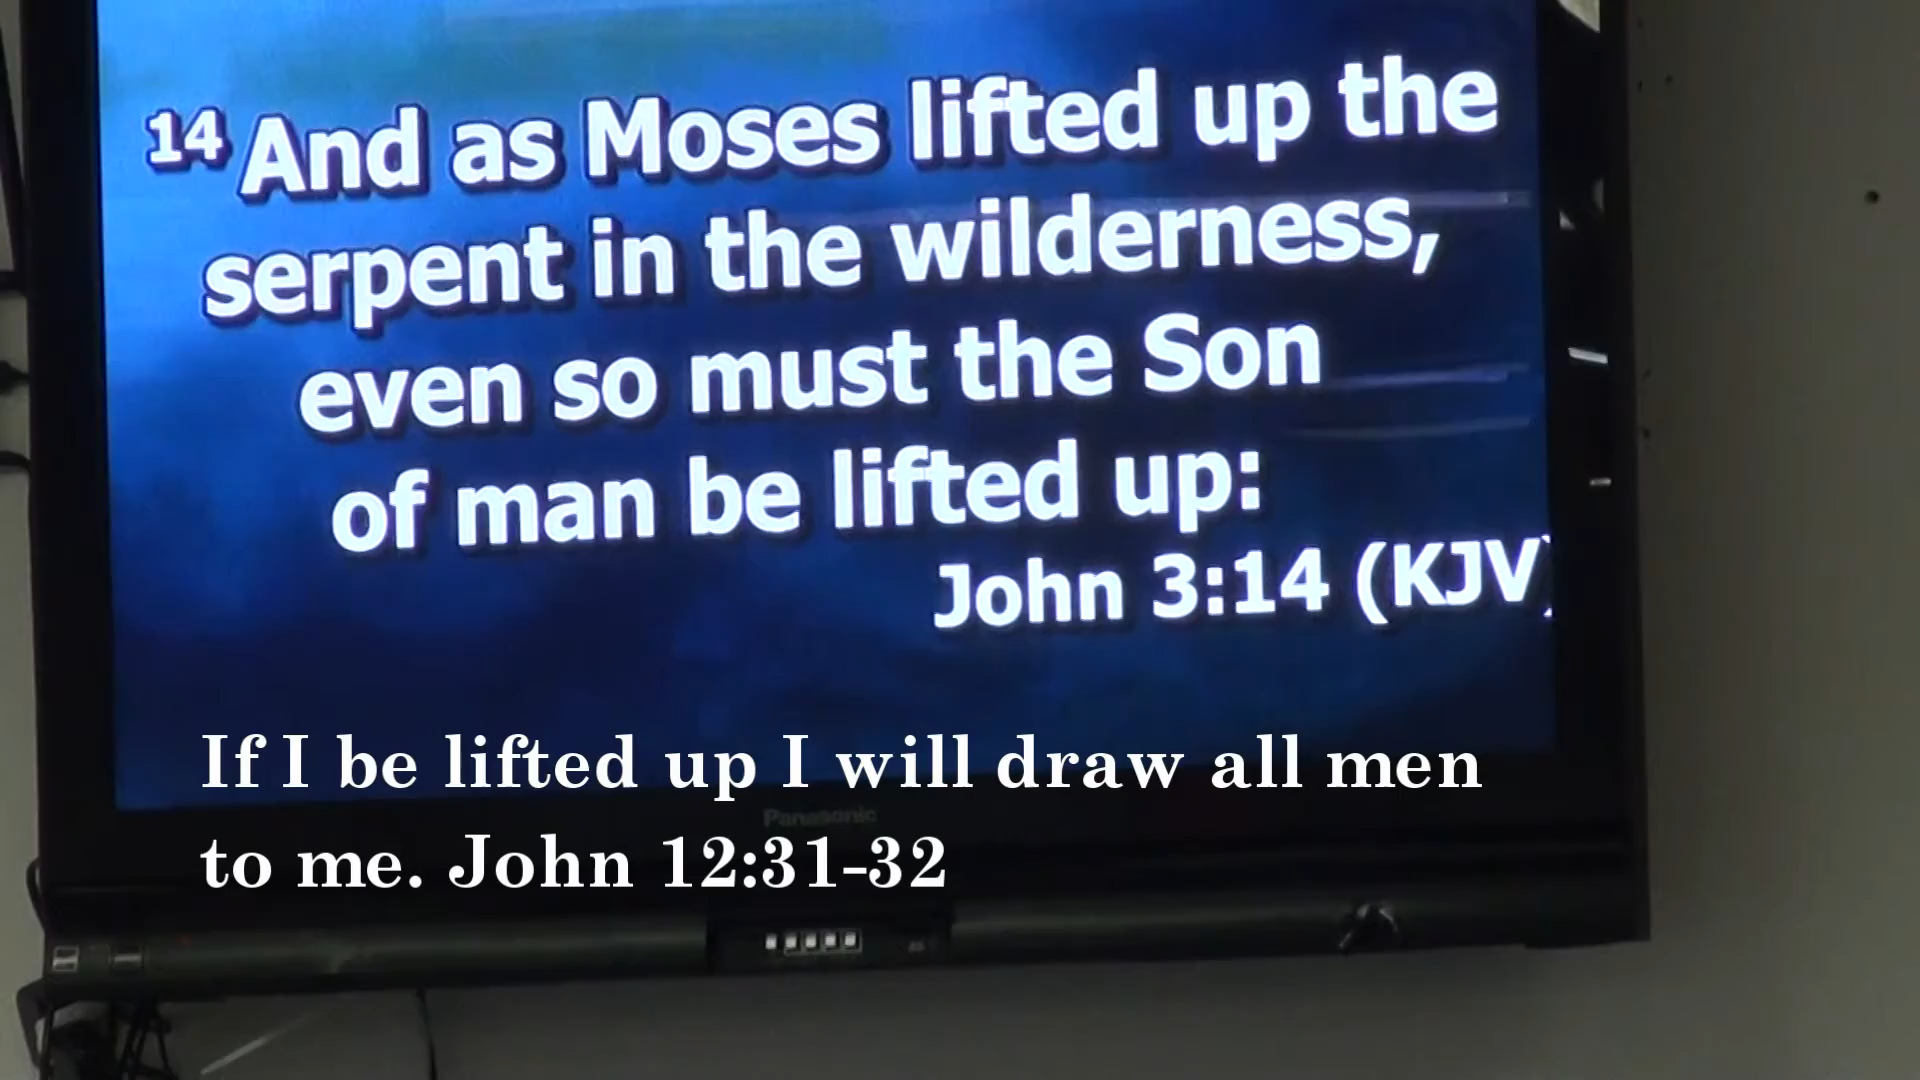 14 And as Moses lifted up the
serpent in the wilderness,
even so must the Son
of man be lifted up:
John 3:14 (KJV)
If I be lifted up I will draw all men
Panasonic
to me. John 12:31-32